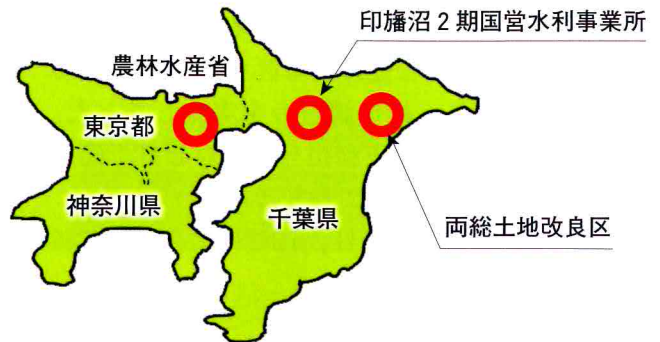 印旛沼2期国営水利事業所
農林水産省
東京都
神奈川県
千葉県
両総土地改良区